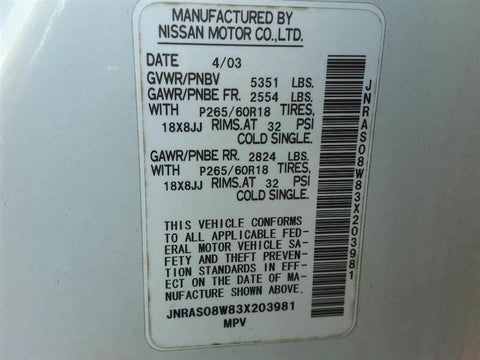 MANUFACTURED BY
NISSAN MOTOR CO.,LTD.
DATE 4/03
GVWR/PNBV 5351 LBS.
GAWR/PNBE FR. 2554 LBS.
WITH P265/60R18 TIRES,
18X8JJ RIMS.AT 32 PSI
COLD SINGLE.
GAWR/PNBE RR. 2824 LBS.
WITH P265/60R18 TIRES,
18X8JJ RIMS.AT 32 PSI
COLD SINGLE.
THIS VEHICLE CONFORMS
TO ALL APPLICABLE FED-
ERAL MOTOR VEHICLE SA-
FETY AND THEFT PREVEN-
TION STANDARDS IN EFF-
ECT ON THE DATE OF MA-
NUFACTURE SHOWN ABOVE.
JNRAS08W83X203981
MPV
JNRAS08W83X203981